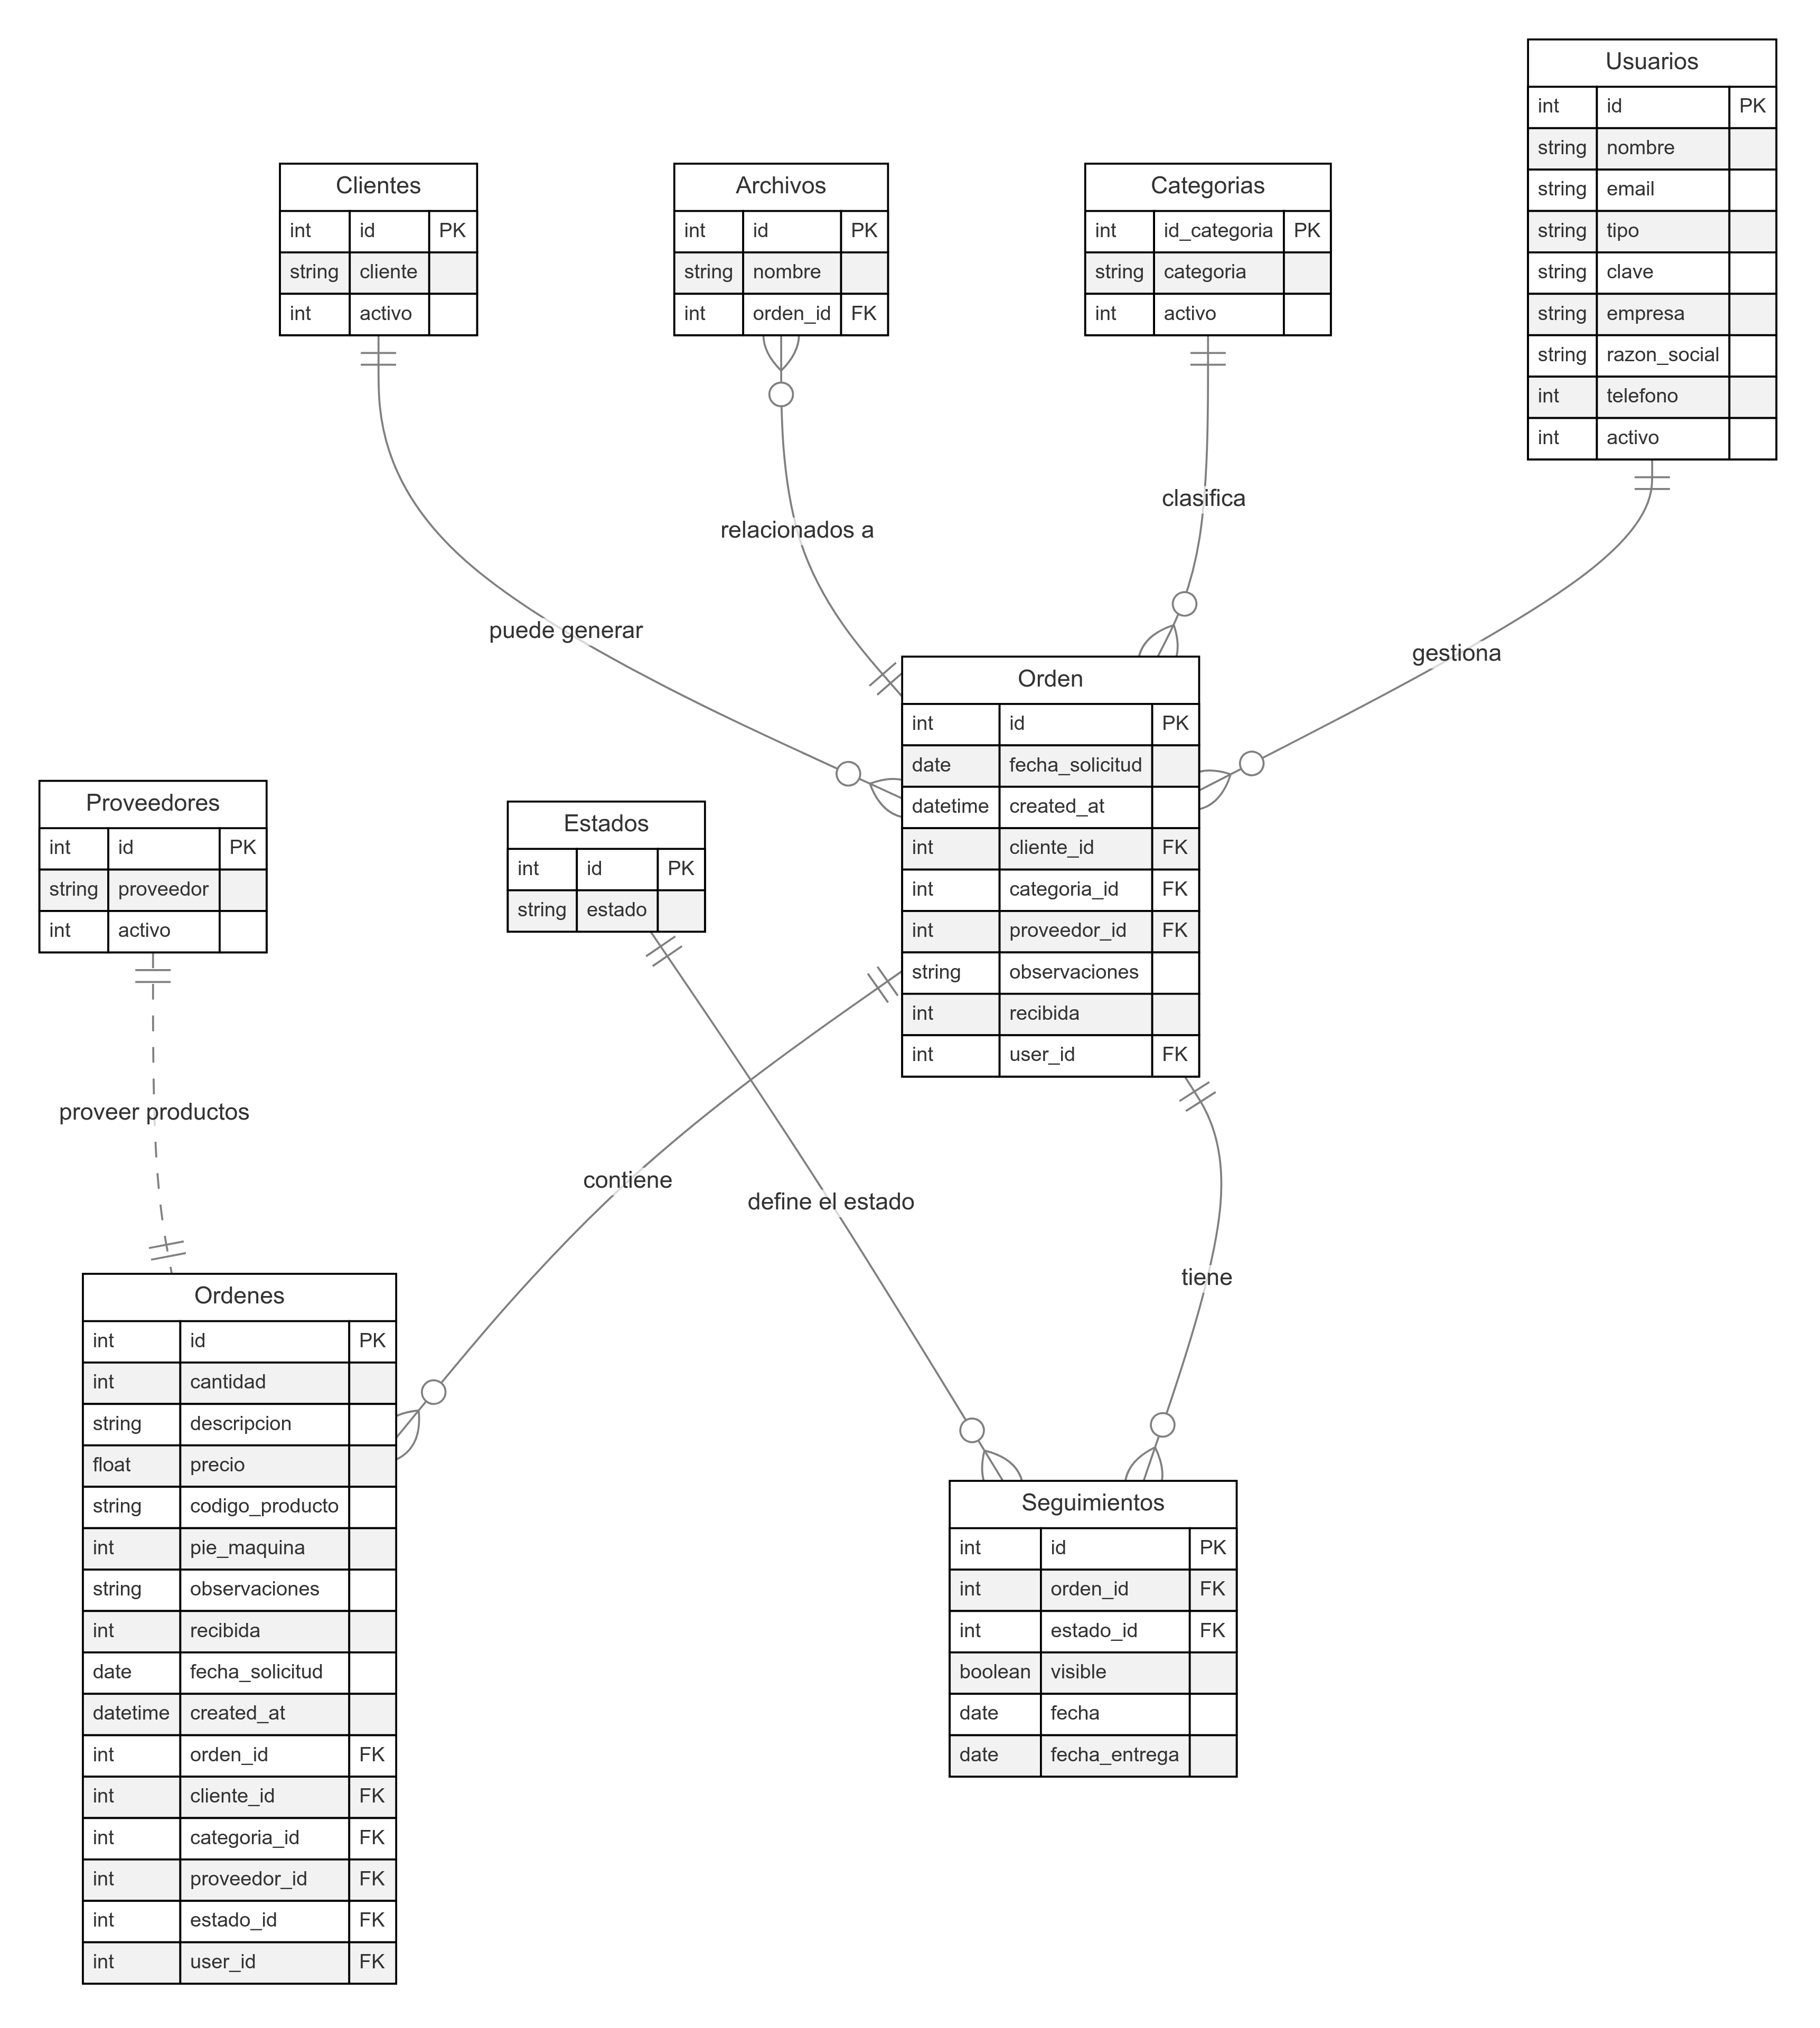 Usuarios
int id PK
string nombre
string email
string tipo
string clave
string empresa
string razon_social
int telefono
int activo
Clientes
int id PK
string cliente
int activo
Archivos
int id PK
string nombre
int orden_id FK
Categorias
int id_categoria PK
string categoria
int activo
clasifica
relacionados a
puede generar
gestiona
Orden
int id PK
date fecha_solicitud
datetime created_at
int cliente_id FK
int categoria_id FK
int proveedor_id FK
string observaciones
int recibida
int user_id FK
Proveedores
int id PK
string proveedor
int activo
Estados
int id PK
string estado
proveer productos
contiene
define el estado
tiene
Ordenes
int id PK
int cantidad
string descripcion
float precio
string codigo_producto
int pie_maquina
string observaciones
int recibida
date fecha_solicitud
datetime created_at
int orden_id FK
int cliente_id FK
int categoria_id FK
int proveedor_id FK
int estado_id FK
int user_id FK
Seguimientos
int id PK
int orden_id FK
int estado_id FK
boolean visible
date fecha
date fecha_entrega